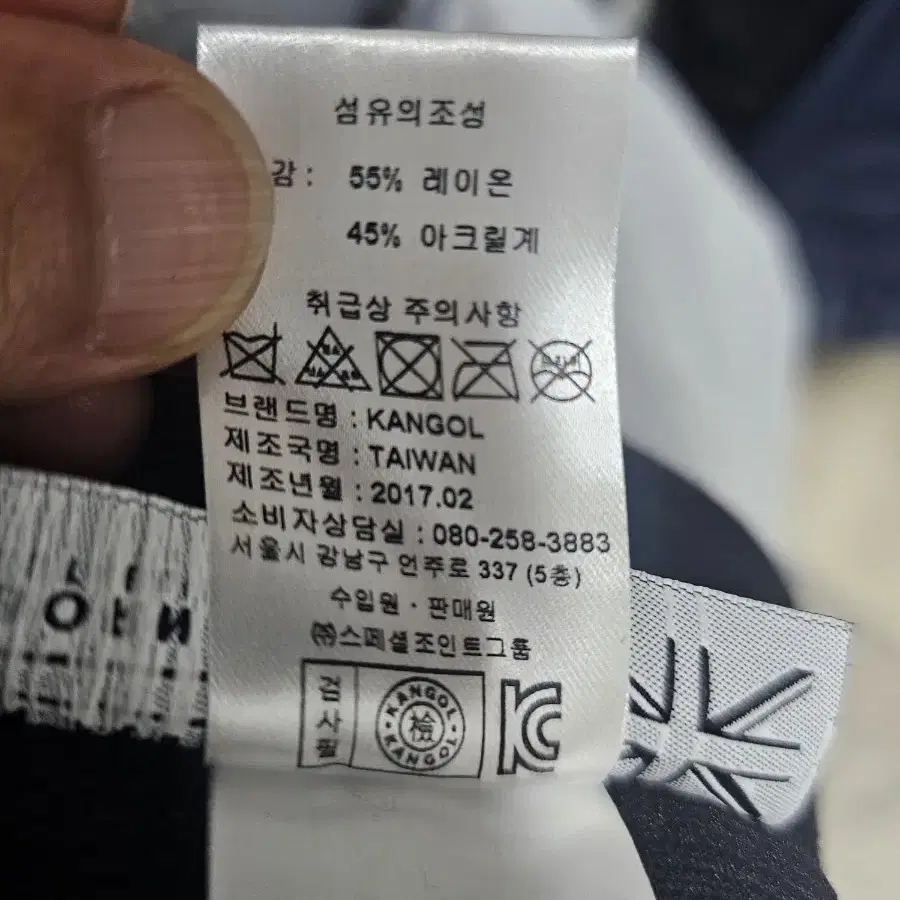 섬유의조성
감 : 55% 레이온
45% 아크릴계
취급상 주의사항
브랜드명 : KANGOL
제조국명 : TAIWAN
제조년월 : 2017.02
소비자상담실 : 080-258-3883
서울시 강남구 언주로 337 (5층)
수입원 · 판매원
㈜스페셜조인트그룹
검사필
KANGOL 檢 KANGOL